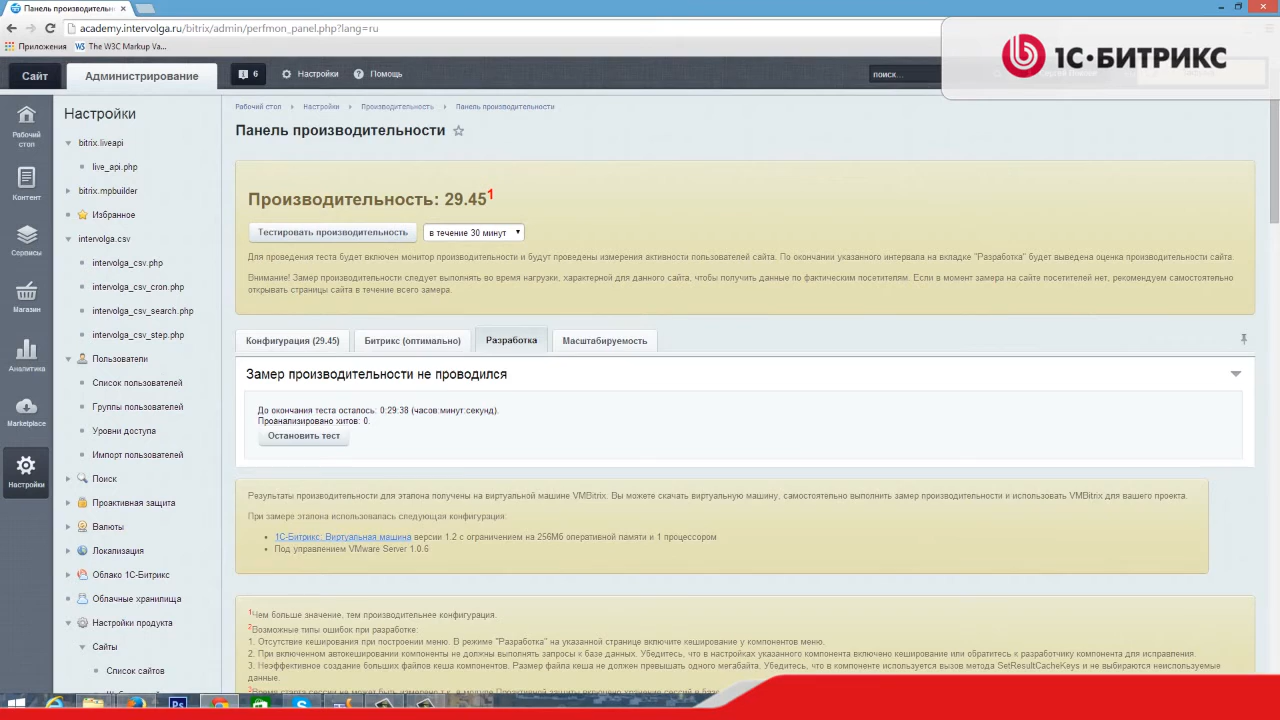 Панель производительн
academy.intervolga.ru/bitrix/admin/perfmon_panel.php?lang=ru
Приложения The W3C Markup Va...
1С·БИТРИКС
Сайт Администрирование 6 Настройки Помощь поиск...
Рабочий стол
Контент
Сервисы
Магазин
Аналитика
Marketplace
Настройки
Настройки
bitrix.liveapi
live_api.php
bitrix.mpbuilder
Избранное
intervolga.csv
intervolga_csv.php
intervolga_csv_cron.php
intervolga_csv_search.php
intervolga_csv_step.php
Пользователи
Список пользователей
Группы пользователей
Уровни доступа
Импорт пользователей
Поиск
Проактивная защита
Валюты
Локализация
Облако 1С-Битрикс
Облачные хранилища
Настройки продукта
Сайты
Список сайтов
Рабочий стол Настройки Производительность Панель производительности
Панель производительности
Производительность: 29.45¹
Тестировать производительность в течение 30 минут
Для проведения теста будет включен монитор производительности и будут проведены измерения активности пользователей сайта. По окончании указанного интервала на вкладке "Разработка" будет выведена оценка производительности сайта.
Внимание! Замер производительности следует выполнять во время нагрузки, характерной для данного сайта, чтобы получить данные по фактическим посетителям. Если в момент замера на сайте посетителей нет, рекомендуем самостоятельно
открывать страницы сайта в течение всего замера.
Конфигурация (29.45) Битрикс (оптимально) Разработка Масштабируемость
Замер производительности не проводился
До окончания теста осталось: 0:29:38 (часов:минут:секунд).
Проанализировано хитов: 0.
Остановить тест
Результаты производительности для эталона получены на виртуальной машине VMBitrix. Вы можете скачать виртуальную машину, самостоятельно выполнить замер производительности и использовать VMBitrix для вашего проекта.
При замере эталона использовалась следующая конфигурация:
1С-Битрикс: Виртуальная машина версии 1.2 с ограничением на 256Мб оперативной памяти и 1 процессором
Под управлением VMware Server 1.0.6
¹Чем больше значение, тем производительнее конфигурация.
²Возможные типы ошибок при разработке:
1. Отсутствие кеширования при построении меню. В режиме "Разработка" на указанной странице включите кеширование у компонентов меню.
2. При включенном автокешировании компоненты не должны выполнять запросы к базе данных. Убедитесь, что в настройках указанного компонента включено кеширование или обратитесь к разработчику компонента для исправления.
3. Неэффективное создание больших файлов кеша компонентов. Размер файла кеша не должен превышать одного мегабайта. Убедитесь, что в компоненте используется вызов метода SetResultCacheKeys и не выбираются неиспользуемые
данные.